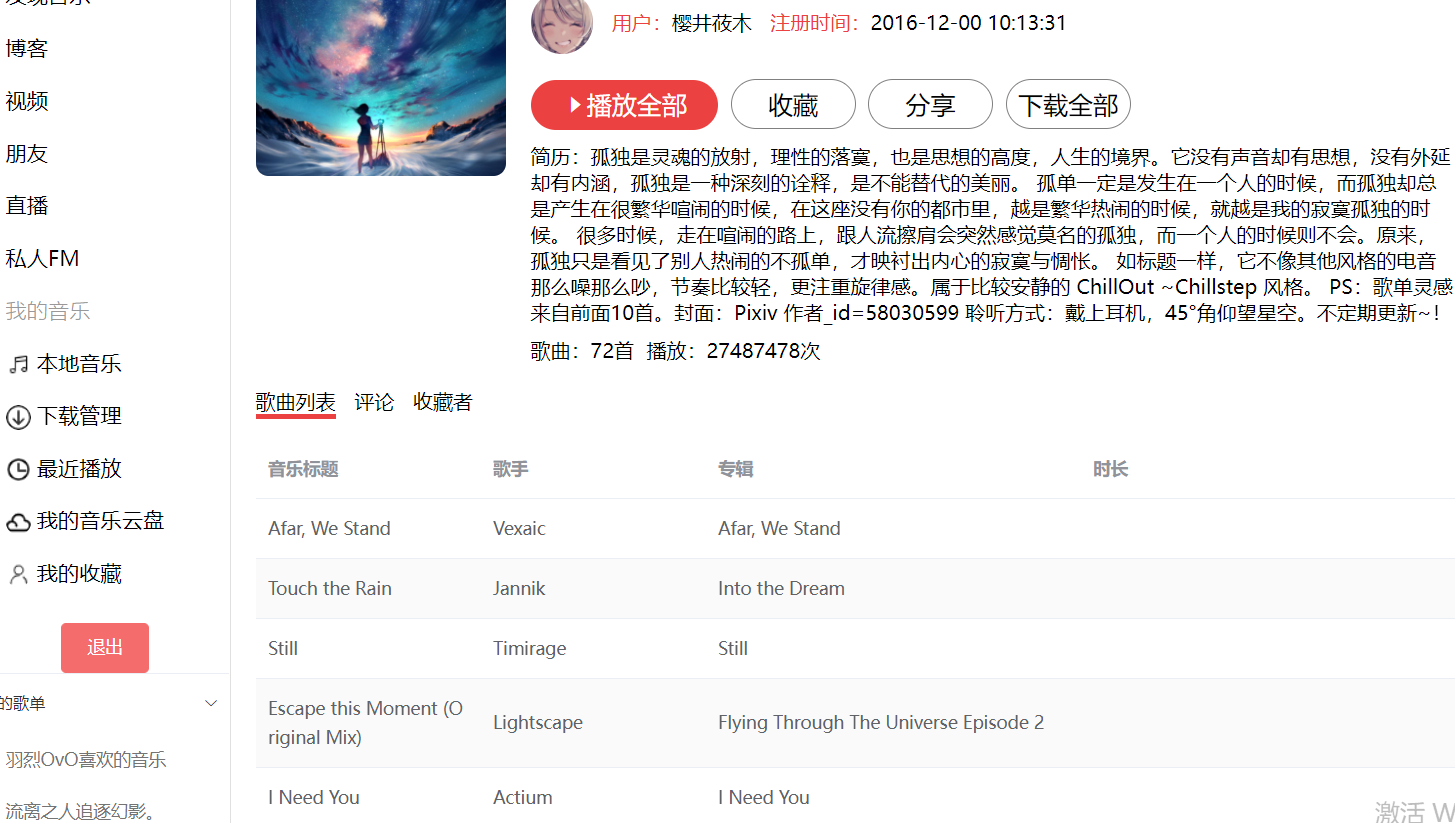 发现音乐
博客
视频
朋友
直播
私人FM
我的音乐
本地音乐
下载管理
最近播放
我的音乐云盘
我的收藏
退出
的歌单
羽烈OvO喜欢的音乐
流离之人追逐幻影。
用户：樱井莜木 注册时间：2016-12-00 10:13:31
播放全部 收藏 分享 下载全部
简历：孤独是灵魂的放射，理性的落寞，也是思想的高度，人生的境界。它没有声音却有思想，没有外延
却有内涵，孤独是一种深刻的诠释，是不能替代的美丽。 孤单一定是发生在一个人的时候，而孤独却总
是产生在很繁华喧闹的时候，在这座没有你的都市里，越是繁华热闹的时候，就越是我的寂寞孤独的时
候。 很多时候，走在喧闹的路上，跟人流擦肩会突然感觉莫名的孤独，而一个人的时候则不会。原来，
孤独只是看见了别人热闹的不孤单，才映衬出内心的寂寞与惆怅。 如标题一样，它不像其他风格的电音
那么噪那么吵，节奏比较轻，更注重旋律感。属于比较安静的 ChillOut ~Chillstep 风格。 PS：歌单灵感
来自前面10首。封面：Pixiv 作者_id=58030599 聆听方式：戴上耳机，45°角仰望星空。不定期更新~！
歌曲：72首 播放：27487478次
歌曲列表 评论 收藏者
音乐标题 歌手 专辑 时长
Afar, We Stand Vexaic Afar, We Stand
Touch the Rain Jannik Into the Dream
Still Timirage Still
Escape this Moment (O
riginal Mix) Lightscape Flying Through The Universe Episode 2
I Need You Actium I Need You
激活 W